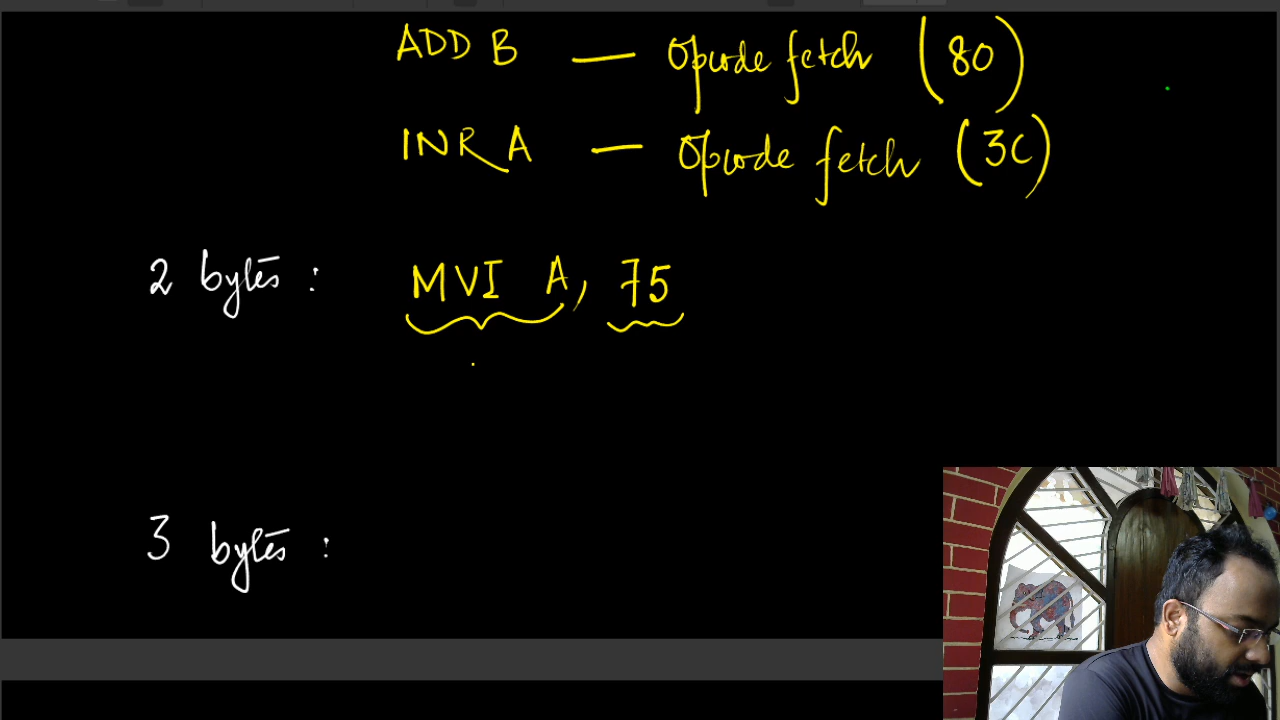 ADD B — Opcode fetch (80)
INR A — Opcode fetch (3C)
2 bytes : MVI A, 75
3 bytes :